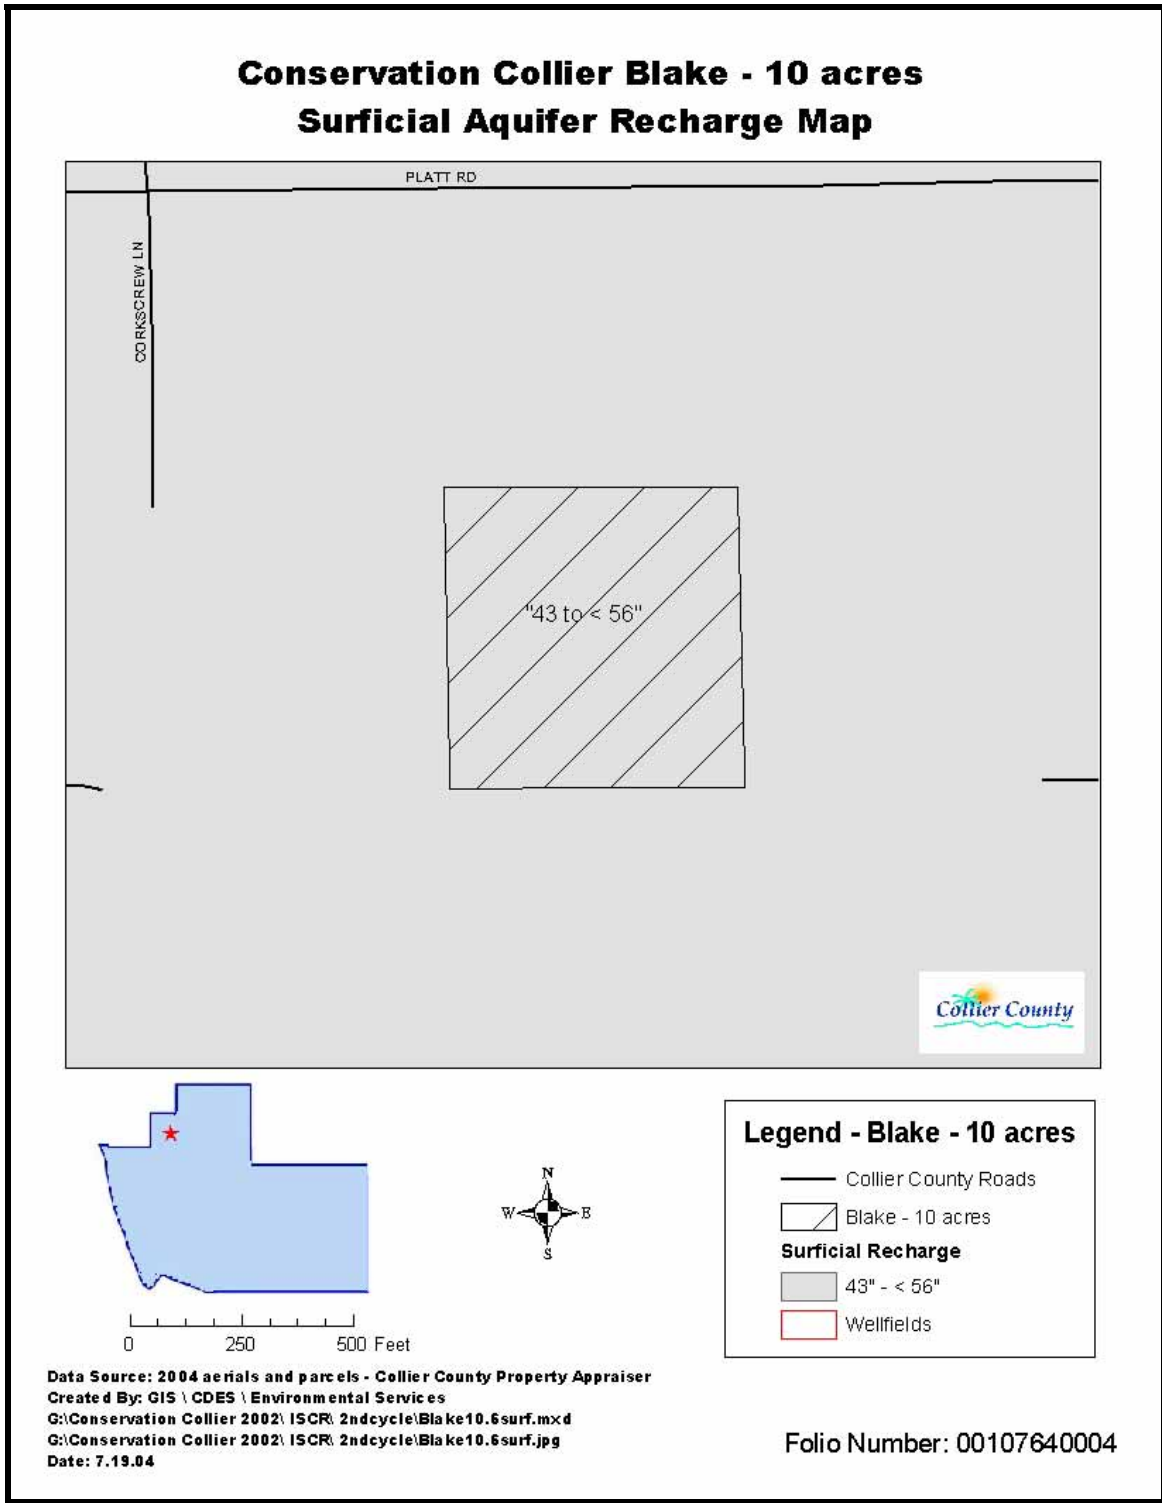 Conservation Collier Blake - 10 acres
Surficial Aquifer Recharge Map
PLATT RD
CORKSCREW LN
"43 to < 56"
Collier County
N
W E
S
0 250 500 Feet
Legend - Blake - 10 acres
Collier County Roads
Blake - 10 acres
Surficial Recharge
43" - < 56"
Wellfields
Data Source: 2004 aerials and parcels - Collier County Property Appraiser
Created By: GIS \ CDES \ Environmental Services
G:\Conservation Collier 2002\ ISCR\ 2ndcycle\Blake10.6surf.mxd
G:\Conservation Collier 2002\ ISCR\ 2ndcycle\Blake10.6surf.jpg
Date: 7.19.04
Folio Number: 00107640004